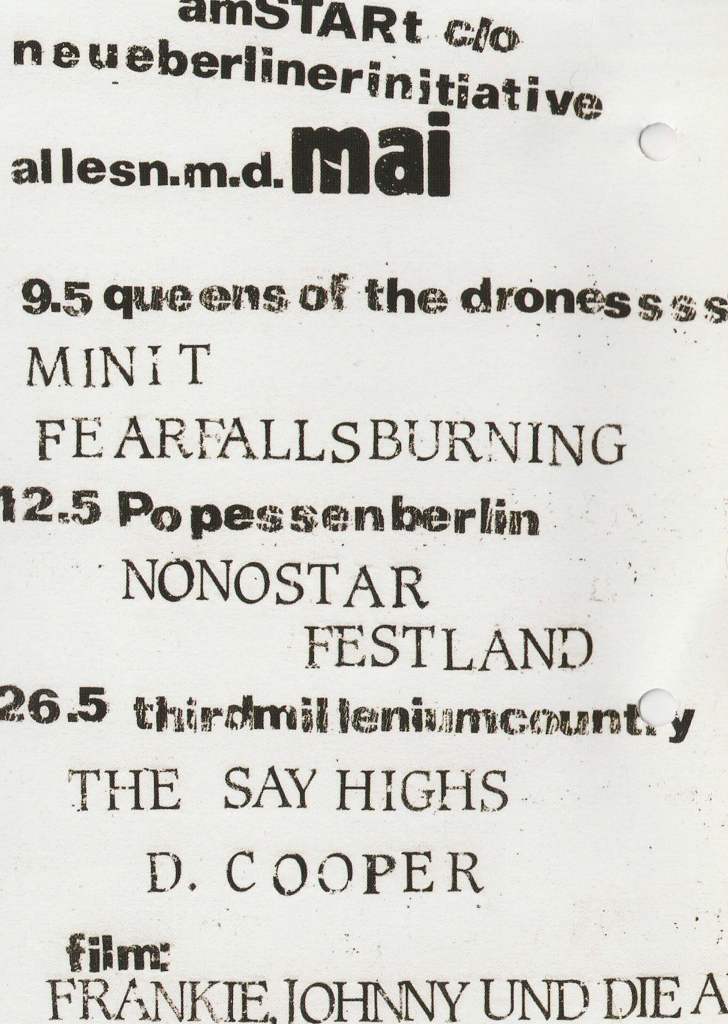 amSTARt c/o
neueberlinerinitiative
allesn.m.d. mai
9.5 queens of the dronessss
MINIT
FEARFALLSBURNING
12.5 Popessenberlin
NONOSTAR
FESTLAND
26.5 thirdmilleniumcountry
THE SAY HIGHS
D. COOPER
film:
FRANKIE, JOHNNY UND DIE A